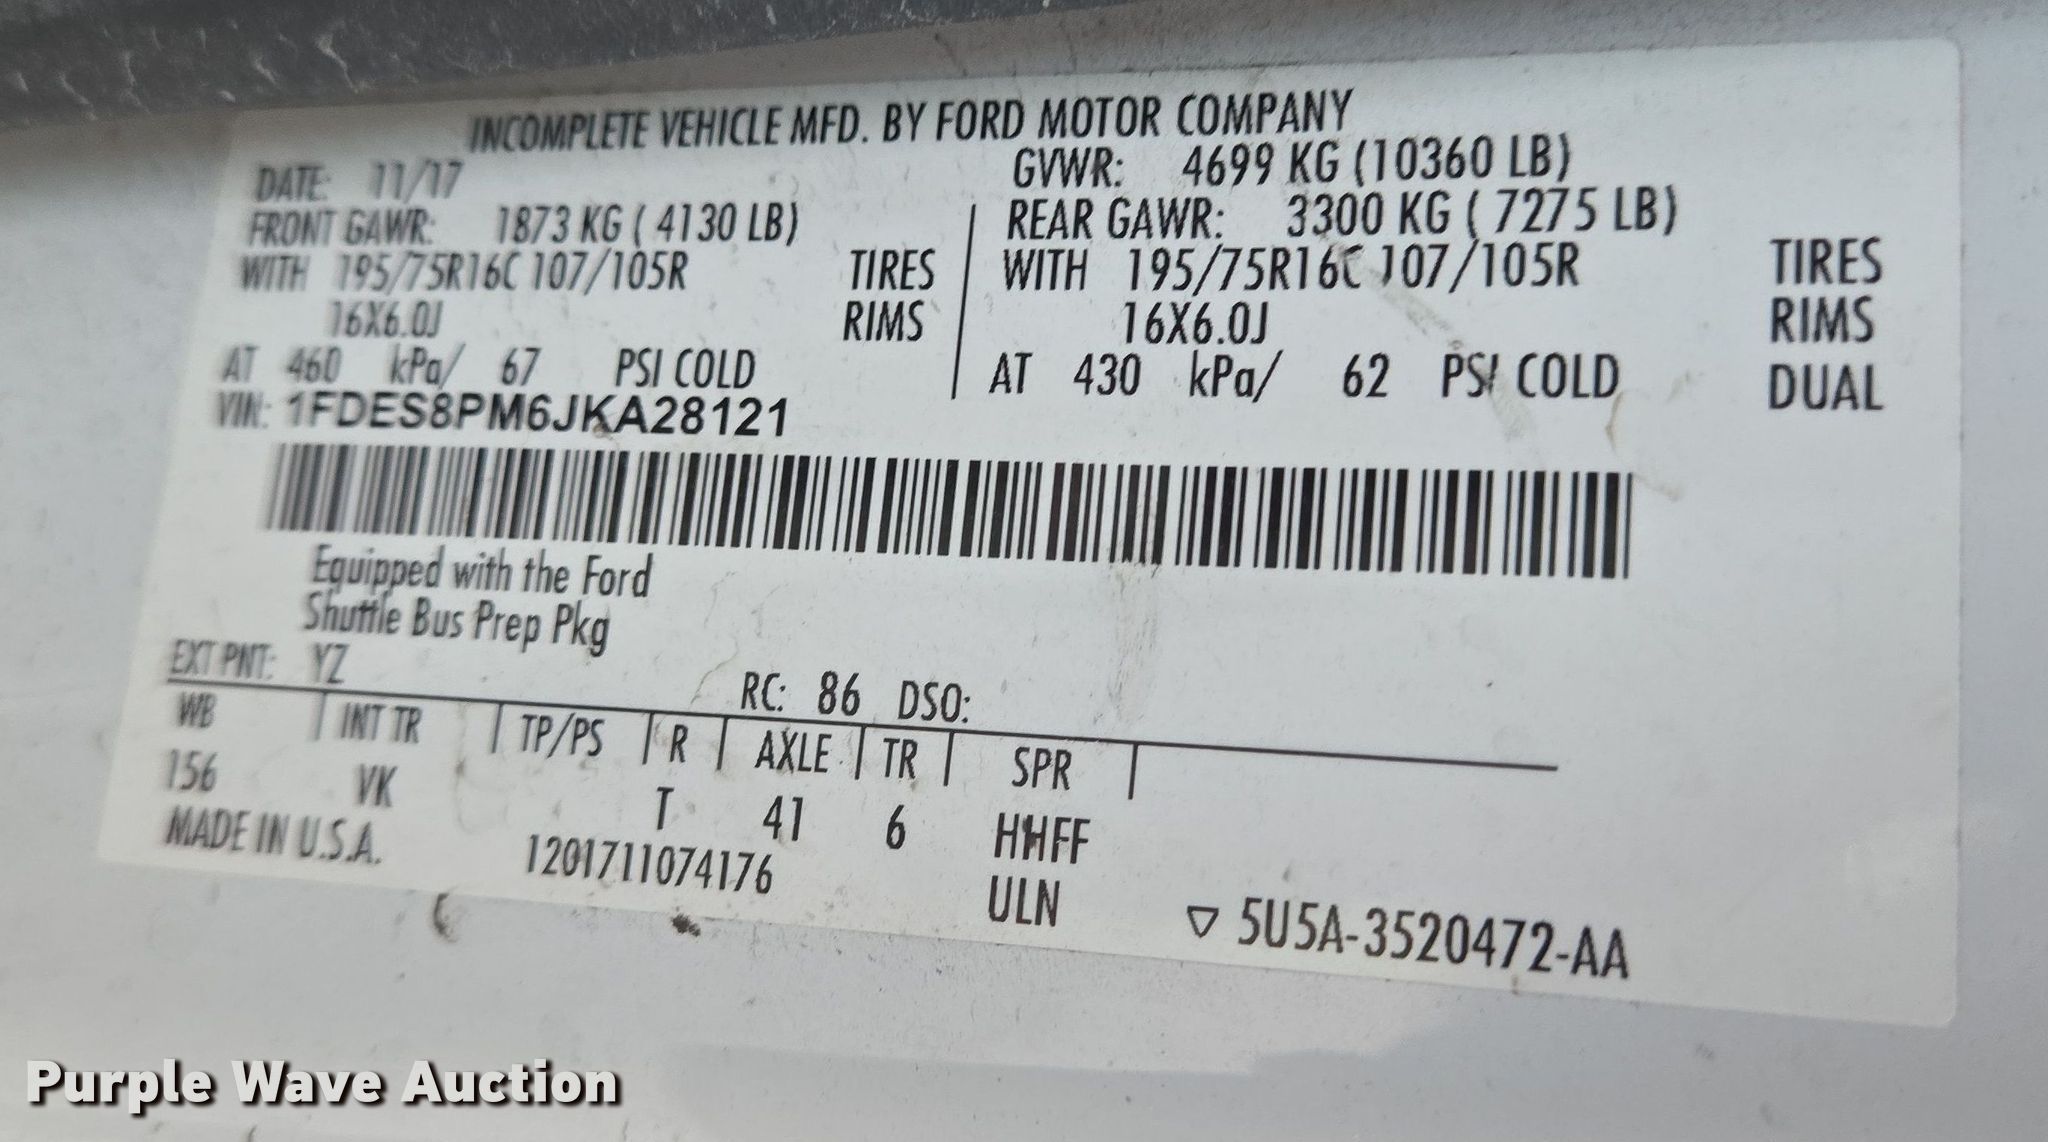 INCOMPLETE VEHICLE MFD. BY FORD MOTOR COMPANY
DATE: 11/17
GVWR: 4699 KG (10360 LB)
FRONT GAWR: 1873 KG ( 4130 LB)
REAR GAWR: 3300 KG ( 7275 LB)
WITH 195/75R16C 107/105R TIRES
WITH 195/75R16C 107/105R TIRES
16X6.0J RIMS
16X6.0J RIMS
AT 460 kPa/ 67 PSI COLD
AT 430 kPa/ 62 PSI COLD DUAL
VIN: 1FDES8PM6JKA28121
Equipped with the Ford
Shuttle Bus Prep Pkg
EXT PNT: YZ RC: 86 DSO:
WB | INT TR | TP/PS | R | AXLE | TR | SPR |
156 VK T 41 6 HHFF
MADE IN U.S.A. 1201711074176 ULN ▽ 5U5A-3520472-AA
Purple Wave Auction